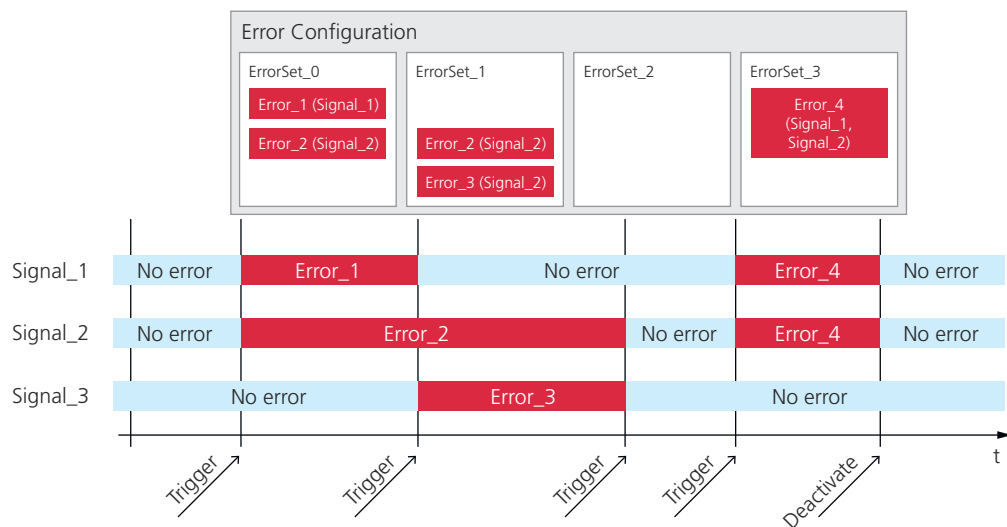 Error Configuration
ErrorSet_0
ErrorSet_1
ErrorSet_2
ErrorSet_3
Error_1 (Signal_1)
Error_2 (Signal_2)
Error_2 (Signal_2)
Error_3 (Signal_2)
Error_4
(Signal_1,
Signal_2)
Signal_1
No error
Error_1
No error
Error_4
No error
Signal_2
No error
Error_2
No error
Error_4
No error
Signal_3
No error
Error_3
No error
t
Trigger
Trigger
Trigger
Trigger
Deactivate